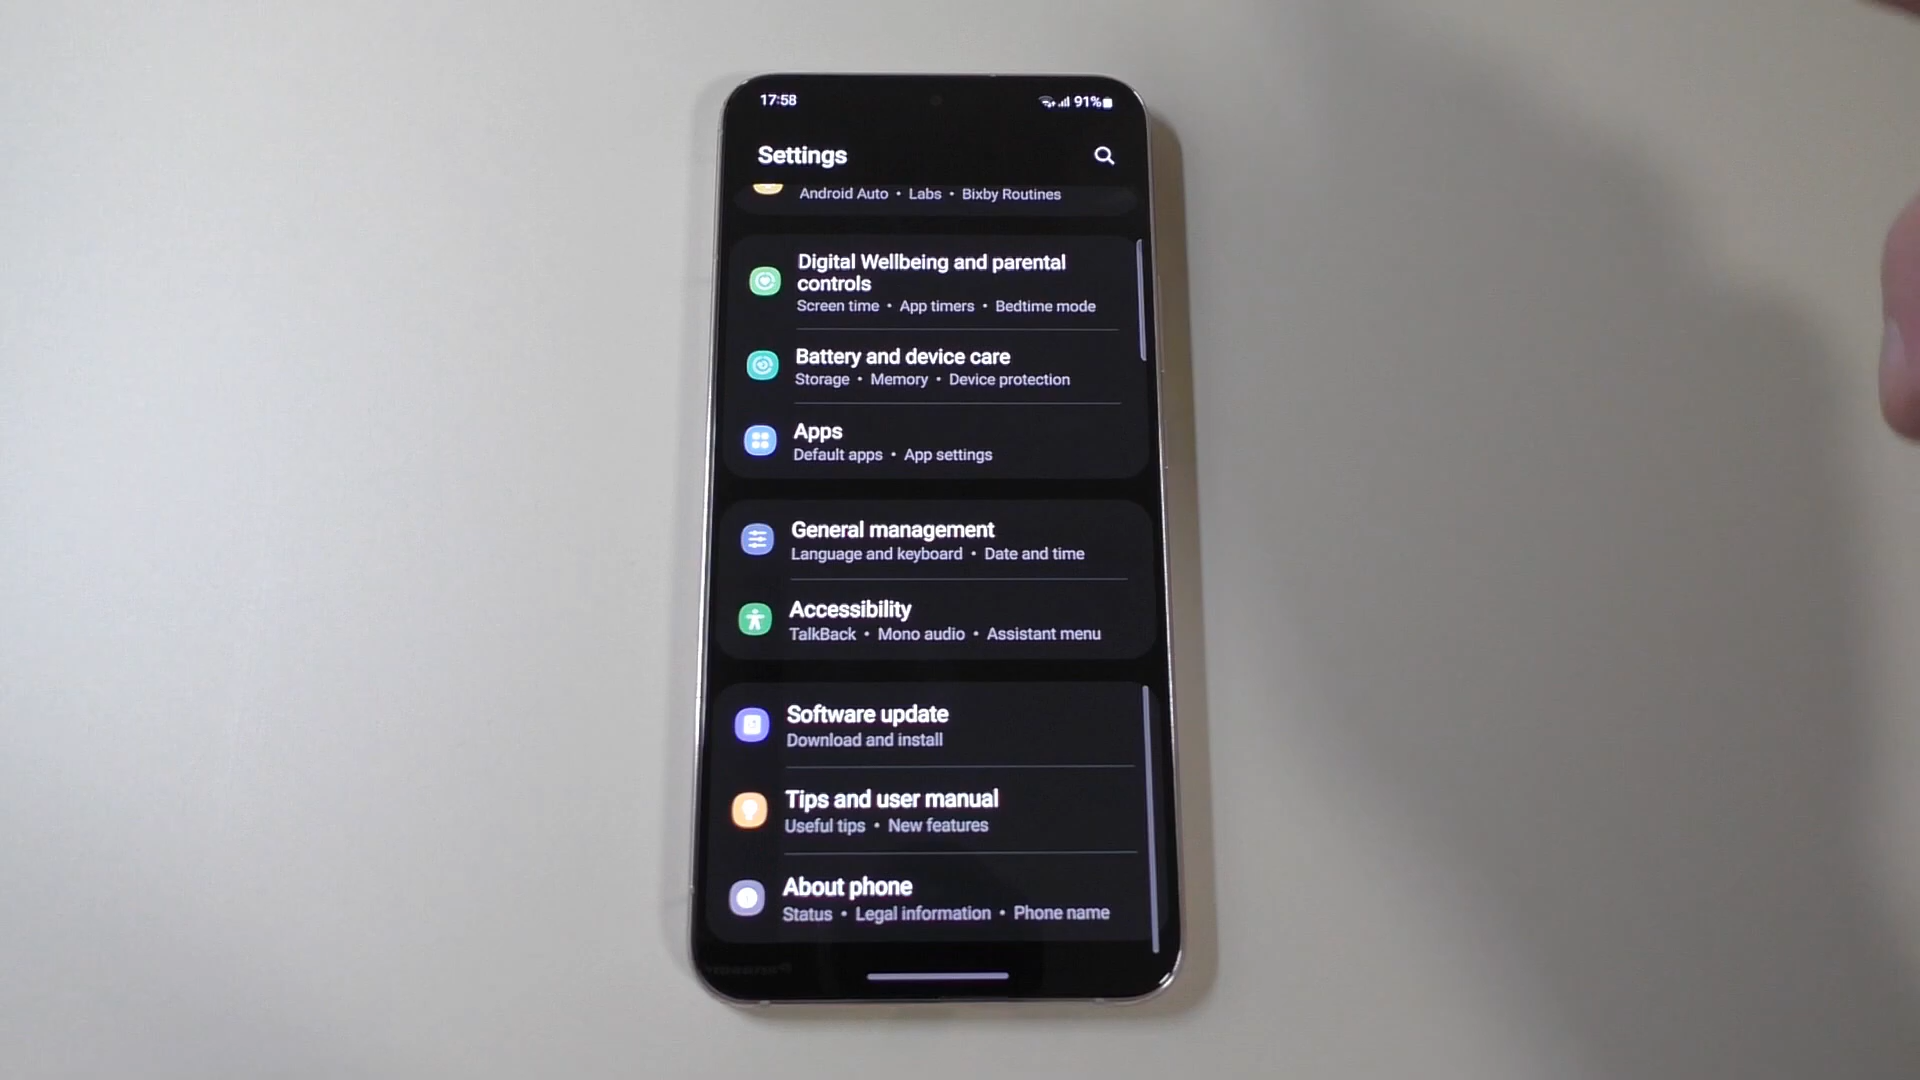 17:58
91%
Settings
Android Auto • Labs • Bixby Routines
Digital Wellbeing and parental
controls
Screen time • App timers • Bedtime mode
Battery and device care
Storage • Memory • Device protection
Apps
Default apps • App settings
General management
Language and keyboard • Date and time
Accessibility
TalkBack • Mono audio • Assistant menu
Software update
Download and install
Tips and user manual
Useful tips • New features
About phone
Status • Legal information • Phone name